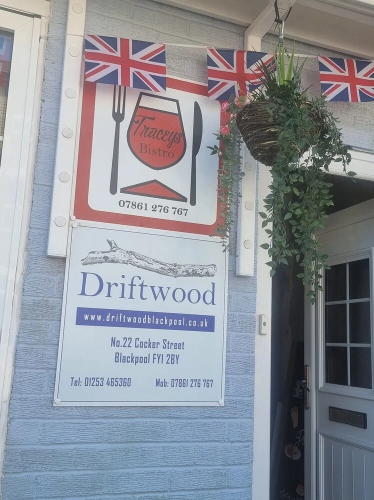 Traceys
Bistro
07861 276 767
Driftwood
www.driftwoodblackpool.co.uk
No.22 Cocker Street
Blackpool FY1 2BY
Tel: 01253 465360 Mob: 07861 276 767